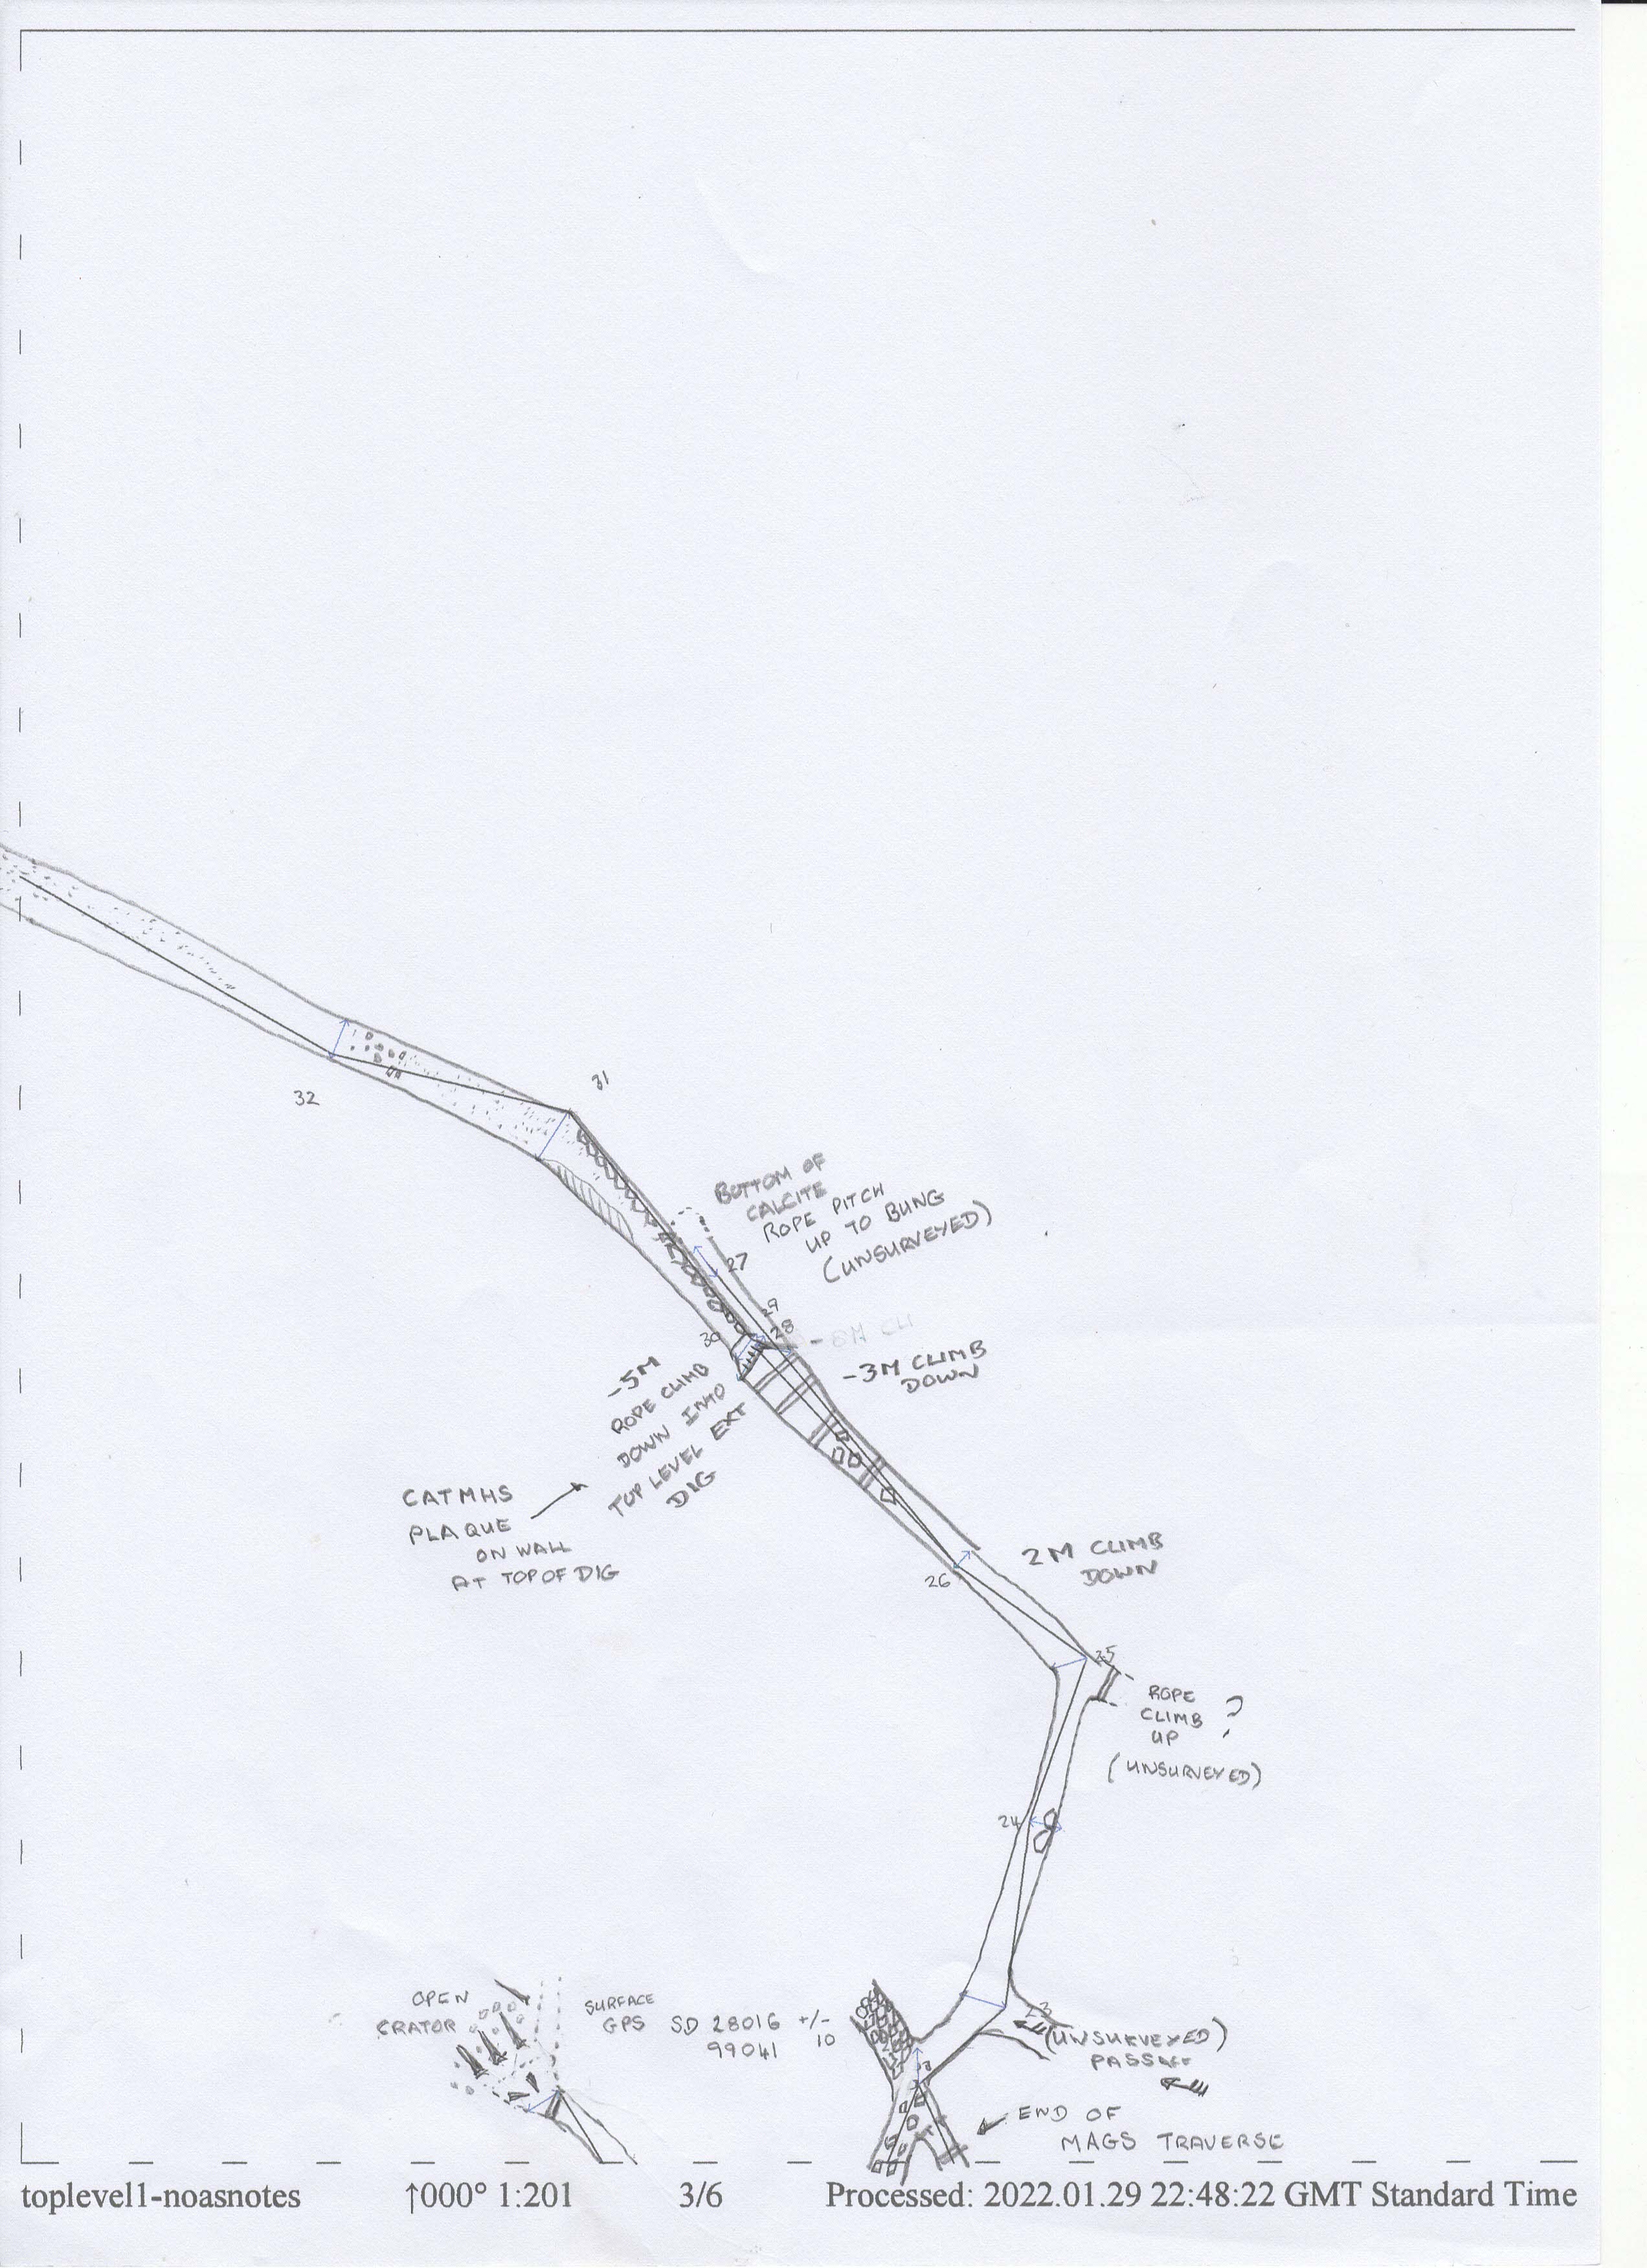 31
32
BOTTOM OF
CALCITE
ROPE PITCH
UP TO BUNG
(UNSURVEYED)
27
29
28
30
-3M CLIMB
DOWN
-5M
ROPE CLIMB
DOWN INTO
TOP LEVEL EXT
DIG
CATMHS
PLAQUE
ON WALL
AT TOP OF DIG
2M CLIMB
DOWN
26
25
ROPE
CLIMB ?
UP
(UNSURVEYED)
24
OPEN
CRATOR
SURFACE
GPS SD 28016 +/-
99041 10
23
(UNSURVEYED)
PASSAGE
END OF
MAGS TRAVERSE
toplevel1-noasnotes ↑000° 1:201 3/6 Processed: 2022.01.29 22:48:22 GMT Standard Time